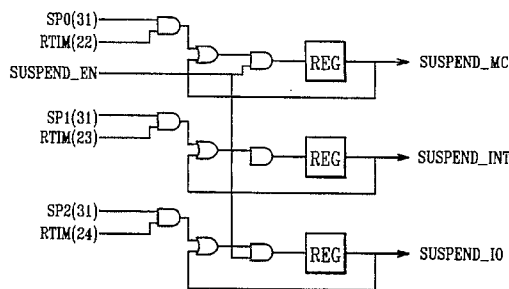 SP0(31)
RTIM(22)
SUSPEND_EN
REG
SUSPEND_MC
SP1(31)
RTIM(23)
REG
SUSPEND_INT
SP2(31)
RTIM(24)
REG
SUSPEND_IO